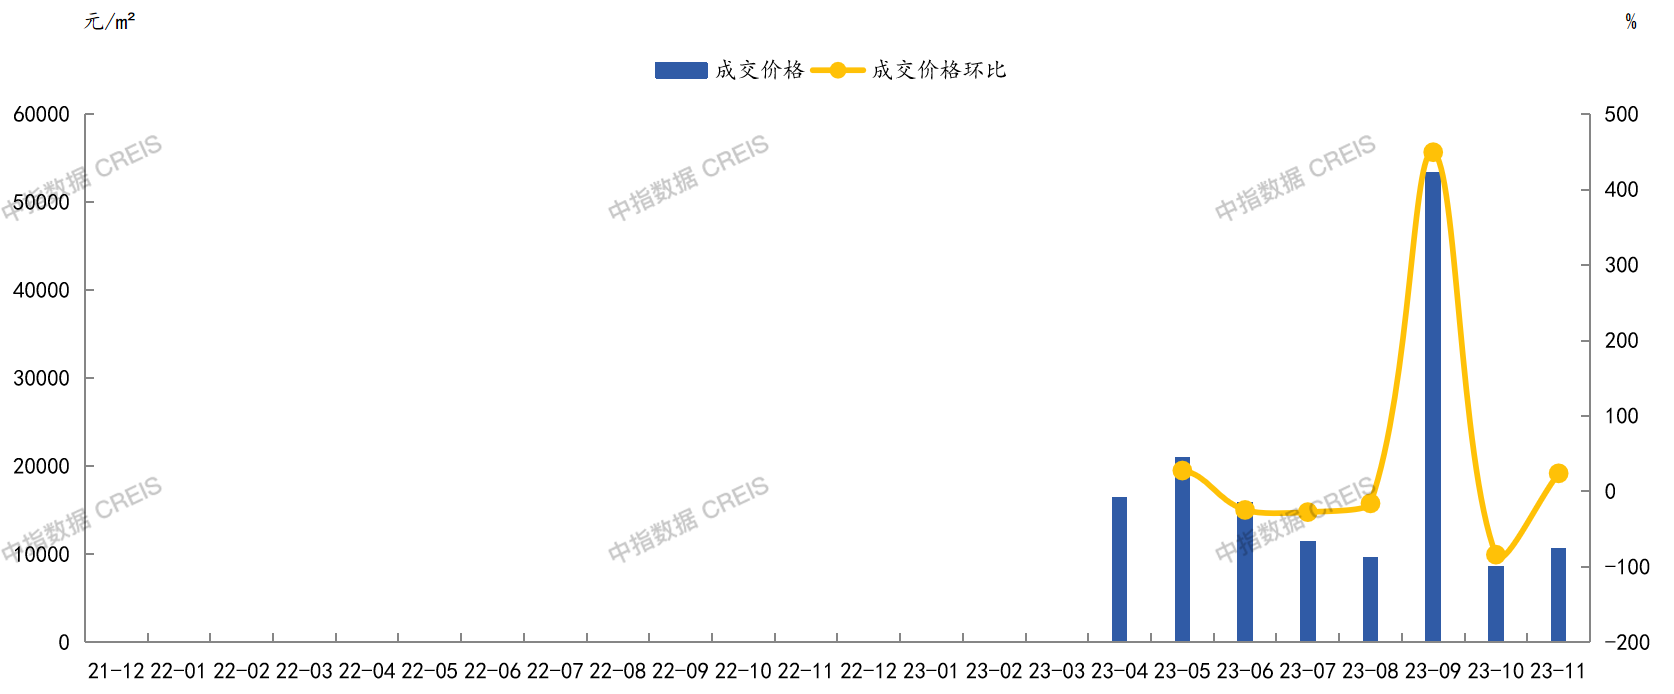 元/m² %
成交价格 成交价格环比
60000 500
中指数据 CREIS 中指数据 CREIS 中指数据 CREIS
50000 400
40000 300
30000 200
20000 100
中指数据 CREIS 中指数据 CREIS 中指数据 CREIS
0
10000 -100
0 -200
21-12 22-01 22-02 22-03 22-04 22-05 22-06 22-07 22-08 22-09 22-10 22-11 22-12 23-01 23-02 23-03 23-04 23-05 23-06 23-07 23-08 23-09 23-10 23-11